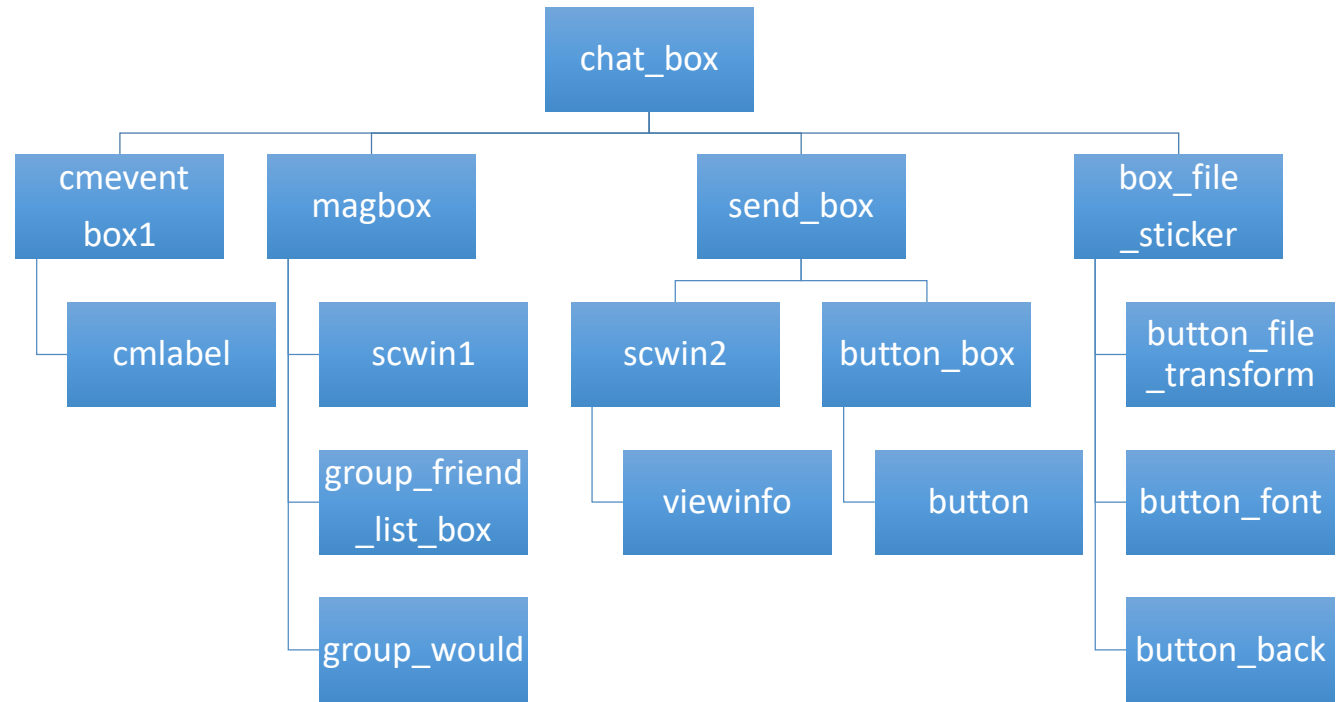 chat_box
cmevent
box1
magbox
send_box
box_file
_sticker
cmlabel
scwin1
scwin2
button_box
button_file
_transform
group_friend
_list_box
viewinfo
button
button_font
group_would
button_back